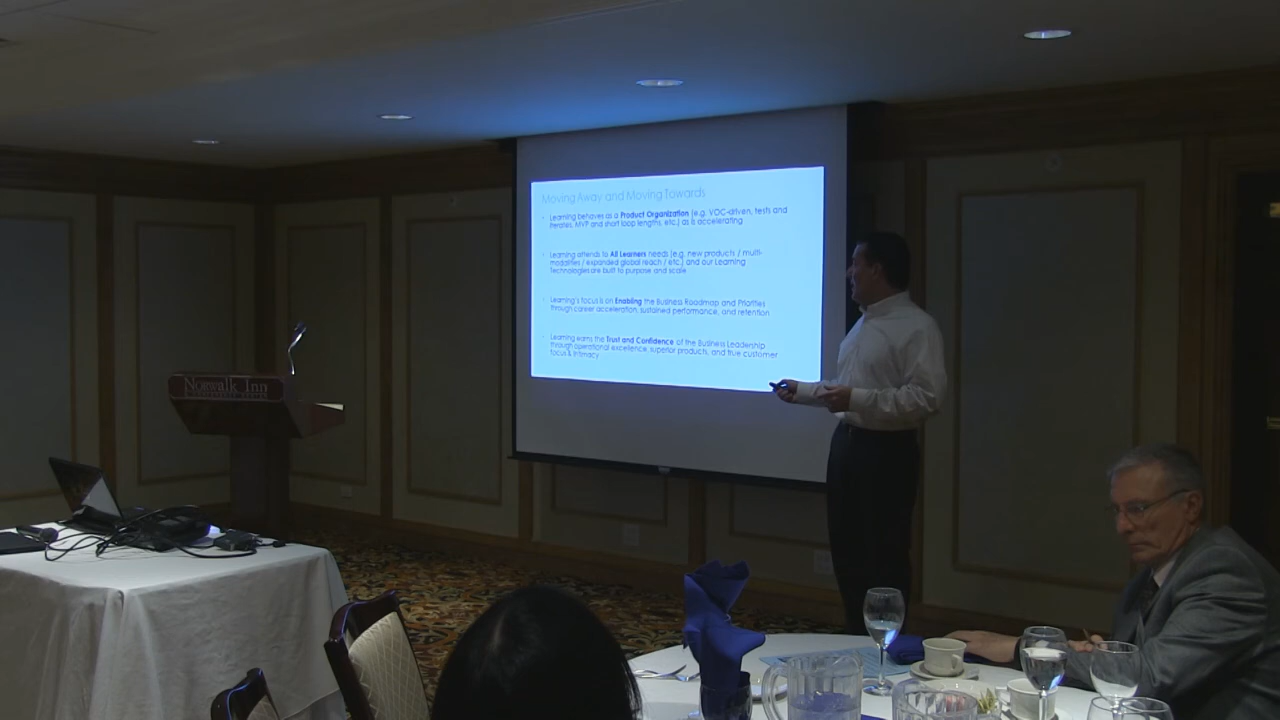 Moving Away and Moving Towards
• Learning behaves as a Product Organization (e.g. VOC-driven, tests and
iterates, MVP and short loop lengths, etc.) as is accelerating
• Learning attends to All Learners needs (e.g. new products / multi-
modalities / expanded global reach / etc.) and our Learning
Technologies are built to purpose and scale
• Learning's focus is on Enabling the Business Roadmap and Priorities
through career acceleration, sustained performance, and retention
• Learning earns the Trust and Confidence of the Business Leadership
through operational excellence, superior products, and true customer
focus & intimacy
Norwalk Inn